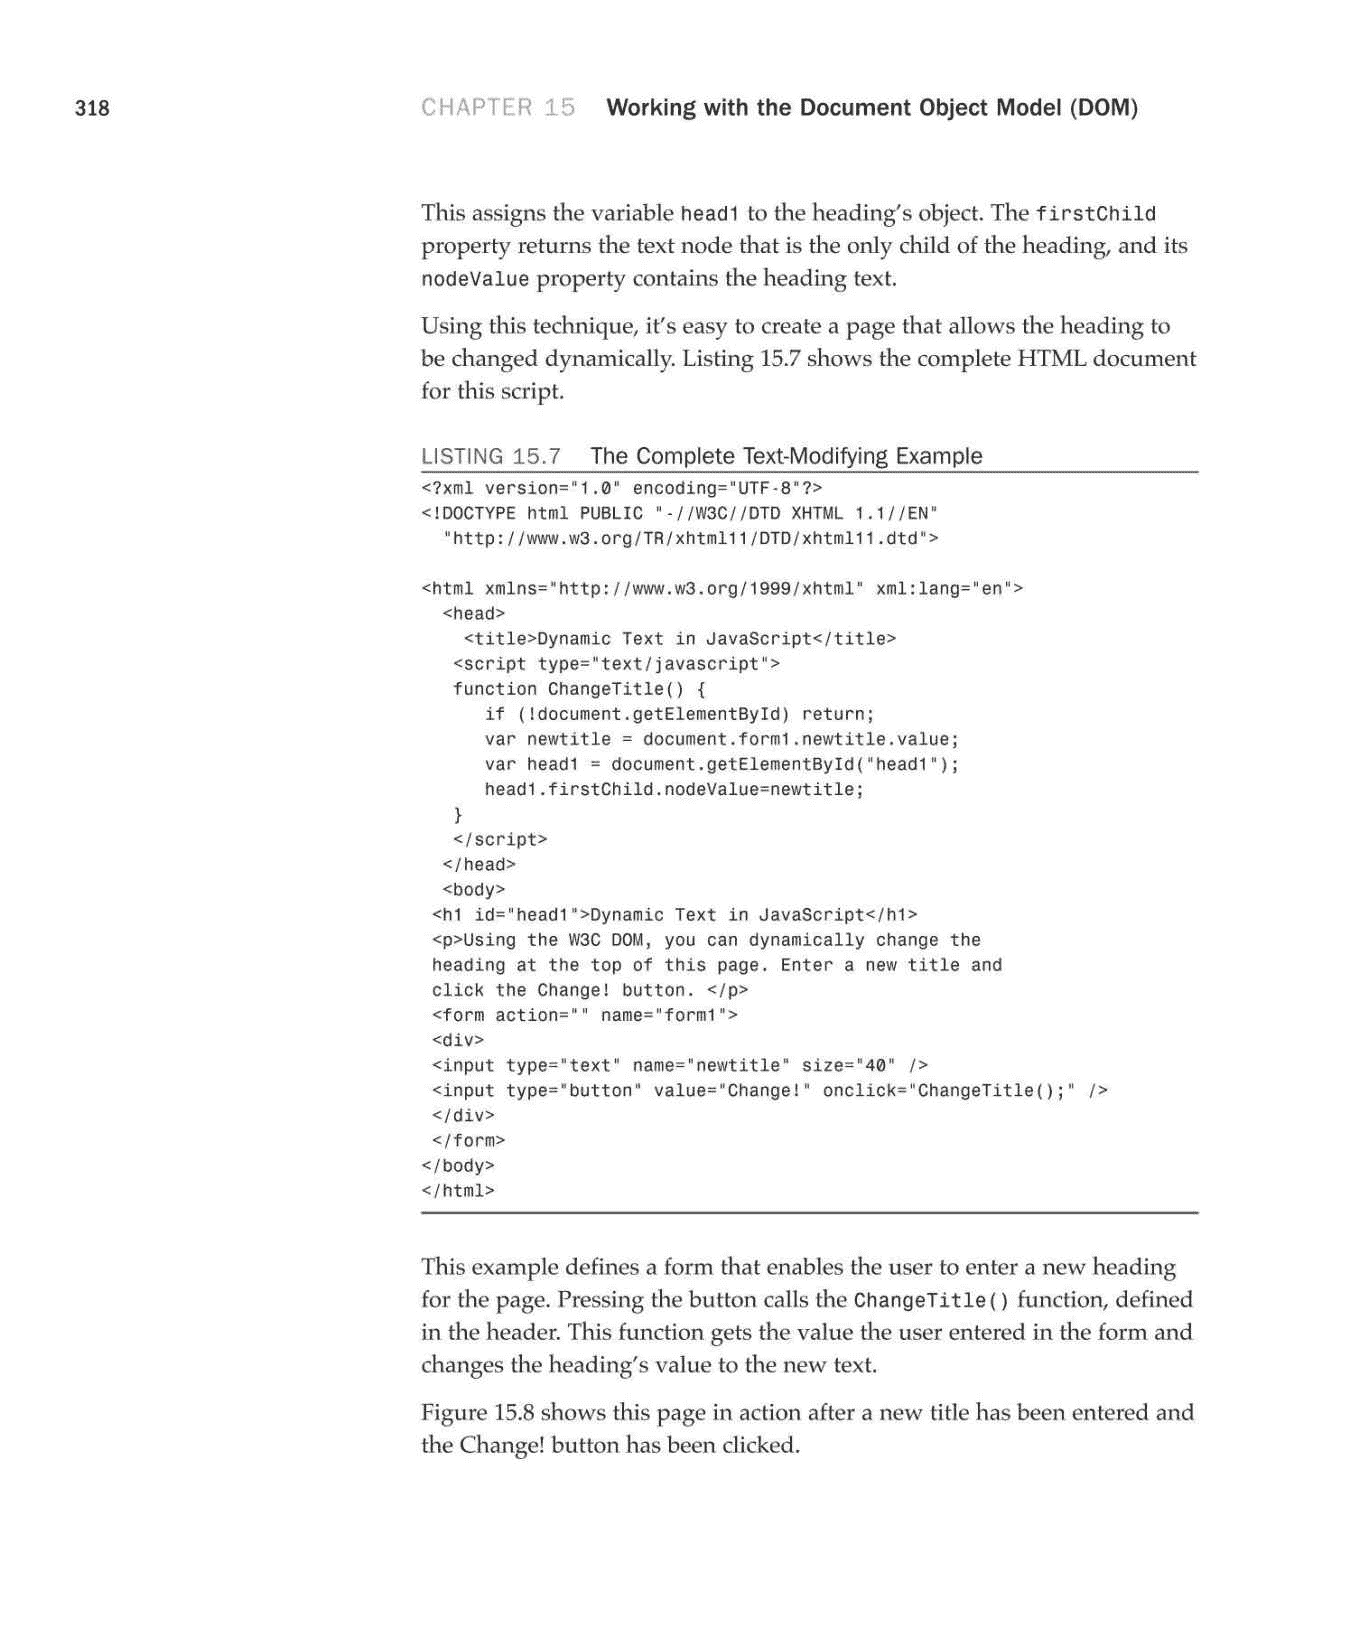 318
CHAPTER 15 Working with the Document Object Model (DOM)
This assigns the variable head1 to the heading's object. The firstChild
property returns the text node that is the only child of the heading, and its
nodeValue property contains the heading text.
Using this technique, it's easy to create a page that allows the heading to
be changed dynamically. Listing 15.7 shows the complete HTML document
for this script.
LISTING 15.7 The Complete Text-Modifying Example
<?xml version="1.0" encoding="UTF-8"?>
<!DOCTYPE html PUBLIC "-//W3C//DTD XHTML 1.1//EN"
"http://www.w3.org/TR/xhtml11/DTD/xhtml11.dtd">
<html xmlns="http://www.w3.org/1999/xhtml" xml:lang="en">
<head>
<title>Dynamic Text in JavaScript</title>
<script type="text/javascript">
function ChangeTitle() {
if (!document.getElementById) return;
var newtitle = document.form1.newtitle.value;
var head1 = document.getElementById("head1");
head1.firstChild.nodeValue=newtitle;
}
</script>
</head>
<body>
<h1 id="head1">Dynamic Text in JavaScript</h1>
<p>Using the W3C DOM, you can dynamically change the
heading at the top of this page. Enter a new title and
click the Change! button. </p>
<form action="" name="form1">
<div>
<input type="text" name="newtitle" size="40" />
<input type="button" value="Change!" onclick="ChangeTitle();" />
</div>
</form>
</body>
</html>
This example defines a form that enables the user to enter a new heading
for the page. Pressing the button calls the ChangeTitle() function, defined
in the header. This function gets the value the user entered in the form and
changes the heading's value to the new text.
Figure 15.8 shows this page in action after a new title has been entered and
the Change! button has been clicked.